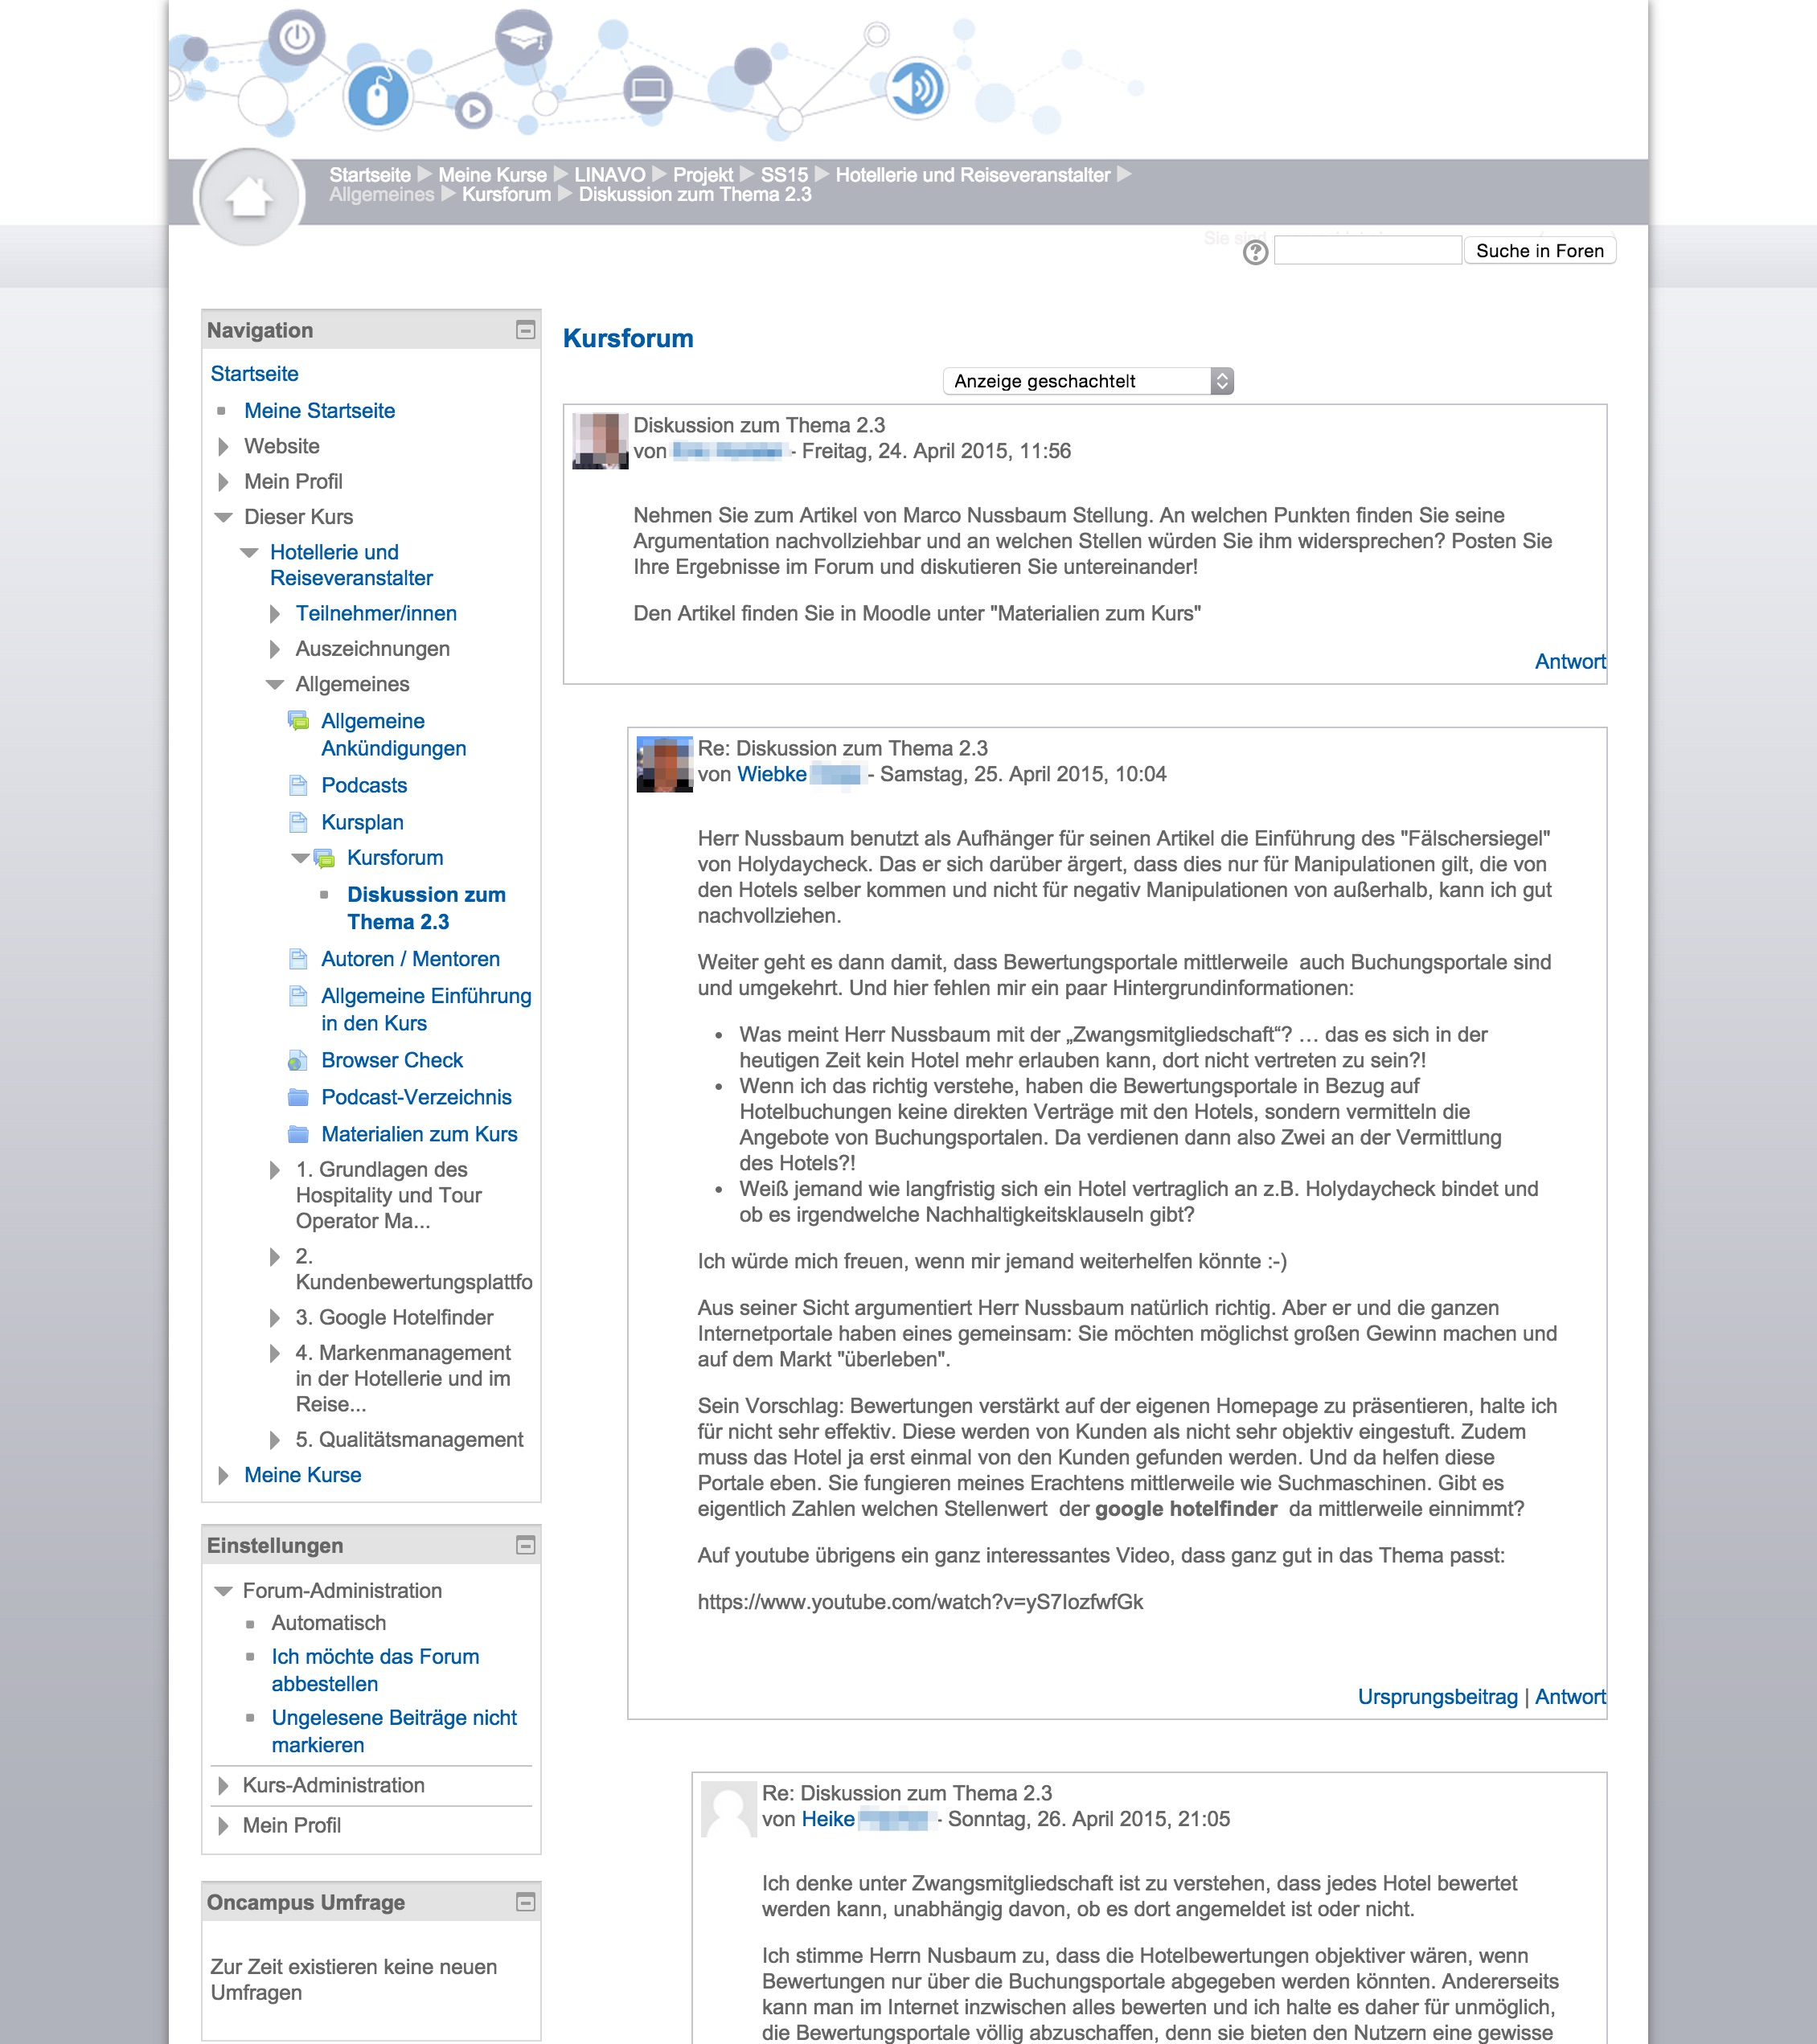 Startseite Meine Kurse LINAVO Projekt SS15 Hotellerie und Reiseveranstalter
Allgemeines Kursforum Diskussion zum Thema 2.3
Sie sind
Suche in Foren
Navigation
Startseite
Meine Startseite
Website
Mein Profil
Dieser Kurs
Hotellerie und
Reiseveranstalter
Teilnehmer/innen
Auszeichnungen
Allgemeines
Allgemeine
Ankündigungen
Podcasts
Kursplan
Kursforum
Diskussion zum
Thema 2.3
Autoren / Mentoren
Allgemeine Einführung
in den Kurs
Browser Check
Podcast-Verzeichnis
Materialien zum Kurs
1. Grundlagen des
Hospitality und Tour
Operator Ma...
2.
Kundenbewertungsplattfo
3. Google Hotelfinder
4. Markenmanagement
in der Hotellerie und im
Reise...
5. Qualitätsmanagement
Meine Kurse
Einstellungen
Forum-Administration
Automatisch
Ich möchte das Forum
abbestellen
Ungelesene Beiträge nicht
markieren
Kurs-Administration
Mein Profil
Oncampus Umfrage
Zur Zeit existieren keine neuen
Umfragen
Kursforum
Anzeige geschachtelt
Diskussion zum Thema 2.3
von - Freitag, 24. April 2015, 11:56
Nehmen Sie zum Artikel von Marco Nussbaum Stellung. An welchen Punkten finden Sie seine
Argumentation nachvollziehbar und an welchen Stellen würden Sie ihm widersprechen? Posten Sie
Ihre Ergebnisse im Forum und diskutieren Sie untereinander!
Den Artikel finden Sie in Moodle unter "Materialien zum Kurs"
Antwort
Re: Diskussion zum Thema 2.3
von Wiebke - Samstag, 25. April 2015, 10:04
Herr Nussbaum benutzt als Aufhänger für seinen Artikel die Einführung des "Fälschersiegel"
von Holydaycheck. Das er sich darüber ärgert, dass dies nur für Manipulationen gilt, die von
den Hotels selber kommen und nicht für negativ Manipulationen von außerhalb, kann ich gut
nachvollziehen.
Weiter geht es dann damit, dass Bewertungsportale mittlerweile auch Buchungsportale sind
und umgekehrt. Und hier fehlen mir ein paar Hintergrundinformationen:
• Was meint Herr Nussbaum mit der „Zwangsmitgliedschaft“? … das es sich in der
heutigen Zeit kein Hotel mehr erlauben kann, dort nicht vertreten zu sein?!
• Wenn ich das richtig verstehe, haben die Bewertungsportale in Bezug auf
Hotelbuchungen keine direkten Verträge mit den Hotels, sondern vermitteln die
Angebote von Buchungsportalen. Da verdienen dann also Zwei an der Vermittlung
des Hotels?!
• Weiß jemand wie langfristig sich ein Hotel vertraglich an z.B. Holydaycheck bindet und
ob es irgendwelche Nachhaltigkeitsklauseln gibt?
Ich würde mich freuen, wenn mir jemand weiterhelfen könnte :-)
Aus seiner Sicht argumentiert Herr Nussbaum natürlich richtig. Aber er und die ganzen
Internetportale haben eines gemeinsam: Sie möchten möglichst großen Gewinn machen und
auf dem Markt "überleben".
Sein Vorschlag: Bewertungen verstärkt auf der eigenen Homepage zu präsentieren, halte ich
für nicht sehr effektiv. Diese werden von Kunden als nicht sehr objektiv eingestuft. Zudem
muss das Hotel ja erst einmal von den Kunden gefunden werden. Und da helfen diese
Portale eben. Sie fungieren meines Erachtens mittlerweile wie Suchmaschinen. Gibt es
eigentlich Zahlen welchen Stellenwert der google hotelfinder da mittlerweile einnimmt?
Auf youtube übrigens ein ganz interessantes Video, dass ganz gut in das Thema passt:
https://www.youtube.com/watch?v=yS7lozfwfGk
Ursprungsbeitrag | Antwort
Re: Diskussion zum Thema 2.3
von Heike - Sonntag, 26. April 2015, 21:05
Ich denke unter Zwangsmitgliedschaft ist zu verstehen, dass jedes Hotel bewertet
werden kann, unabhängig davon, ob es dort angemeldet ist oder nicht.
Ich stimme Herrn Nusbaum zu, dass die Hotelbewertungen objektiver wären, wenn
Bewertungen nur über die Buchungsportale abgegeben werden könnten. Andererseits
kann man im Internet inzwischen alles bewerten und ich halte es daher für unmöglich,
die Bewertungsportale völlig abzuschaffen, denn sie bieten den Nutzern eine gewisse